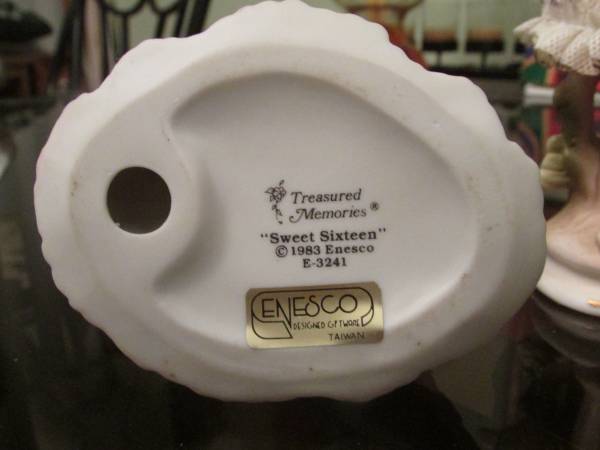 Treasured
Memories®
"Sweet Sixteen"
© 1983 Enesco
E-3241
ENESCO
DESIGNED GIFTWARE
TAIWAN